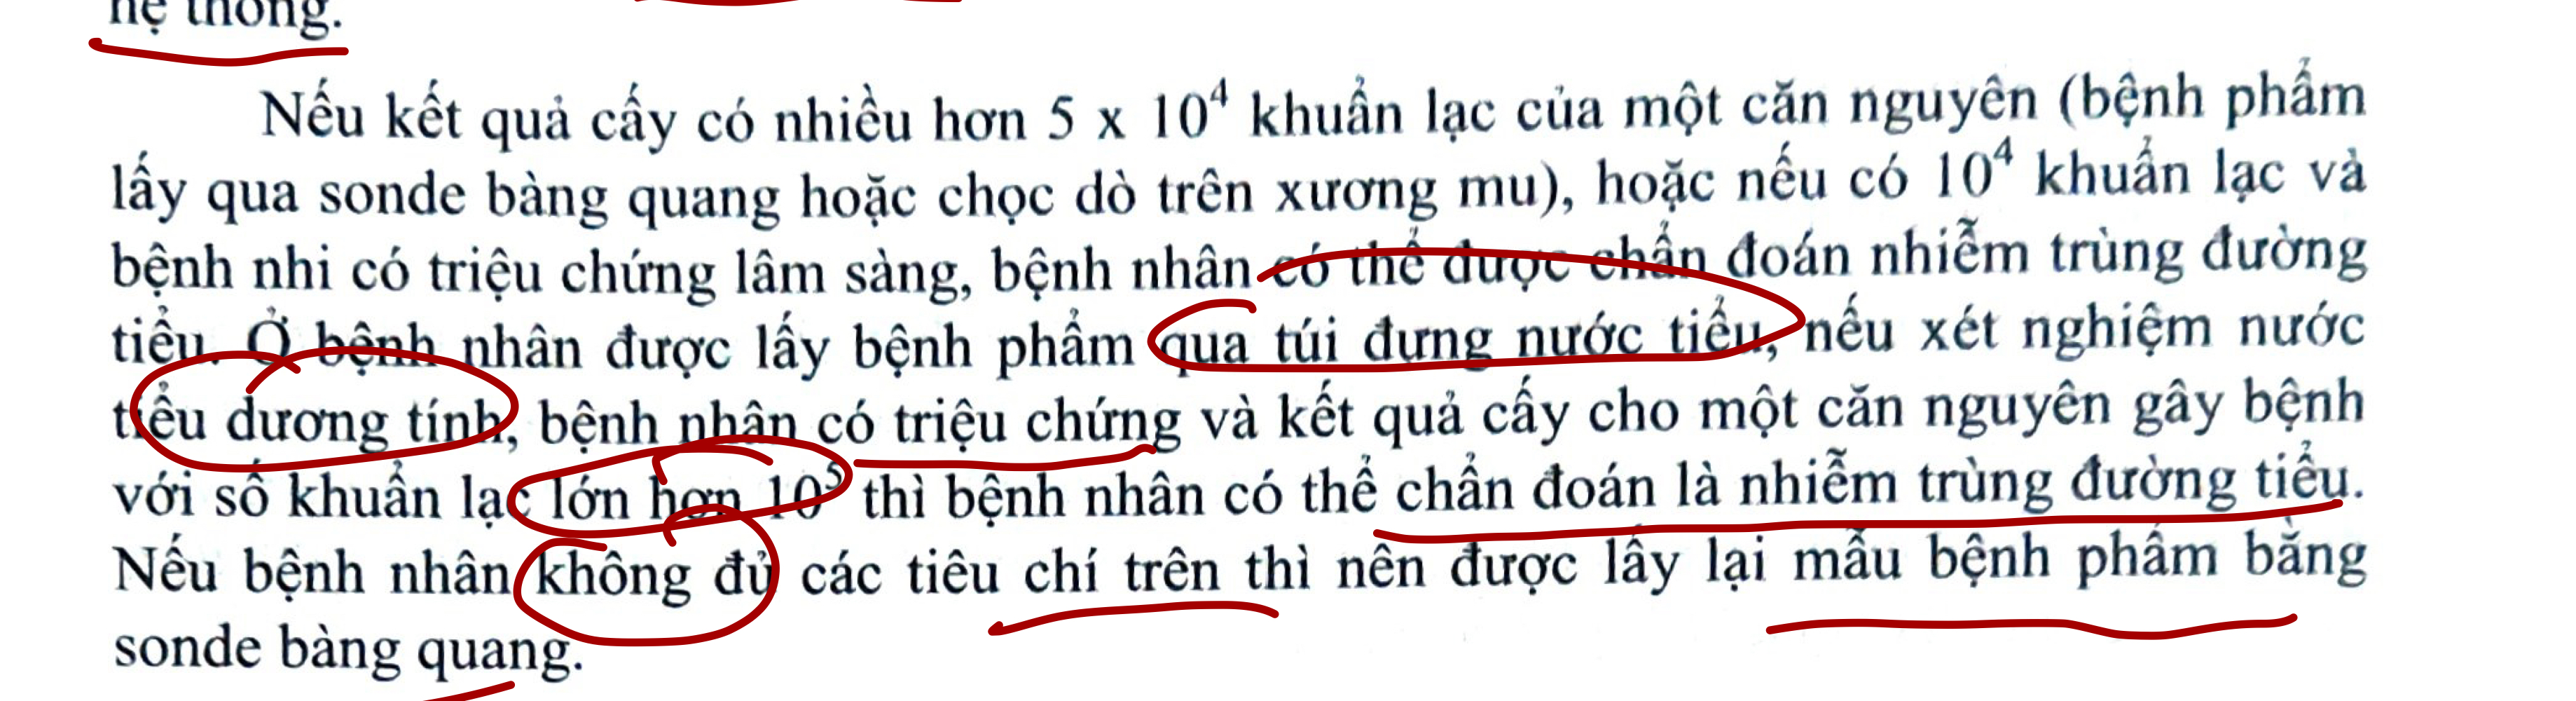 hệ thống.
Nếu kết quả cấy có nhiều hơn 5 x 10⁴ khuẩn lạc của một căn nguyên (bệnh phẩm
lấy qua sonde bàng quang hoặc chọc dò trên xương mu), hoặc nếu có 10⁴ khuẩn lạc và
bệnh nhi có triệu chứng lâm sàng, bệnh nhân có thể được chẩn đoán nhiễm trùng đường
tiểu. Ở bệnh nhân được lấy bệnh phẩm qua túi đựng nước tiểu, nếu xét nghiệm nước
tiểu dương tính, bệnh nhân có triệu chứng và kết quả cấy cho một căn nguyên gây bệnh
với số khuẩn lạc lớn hơn 10⁵ thì bệnh nhân có thể chẩn đoán là nhiễm trùng đường tiểu.
Nếu bệnh nhân không đủ các tiêu chí trên thì nên được lấy lại mẫu bệnh phẩm bằng
sonde bàng quang.